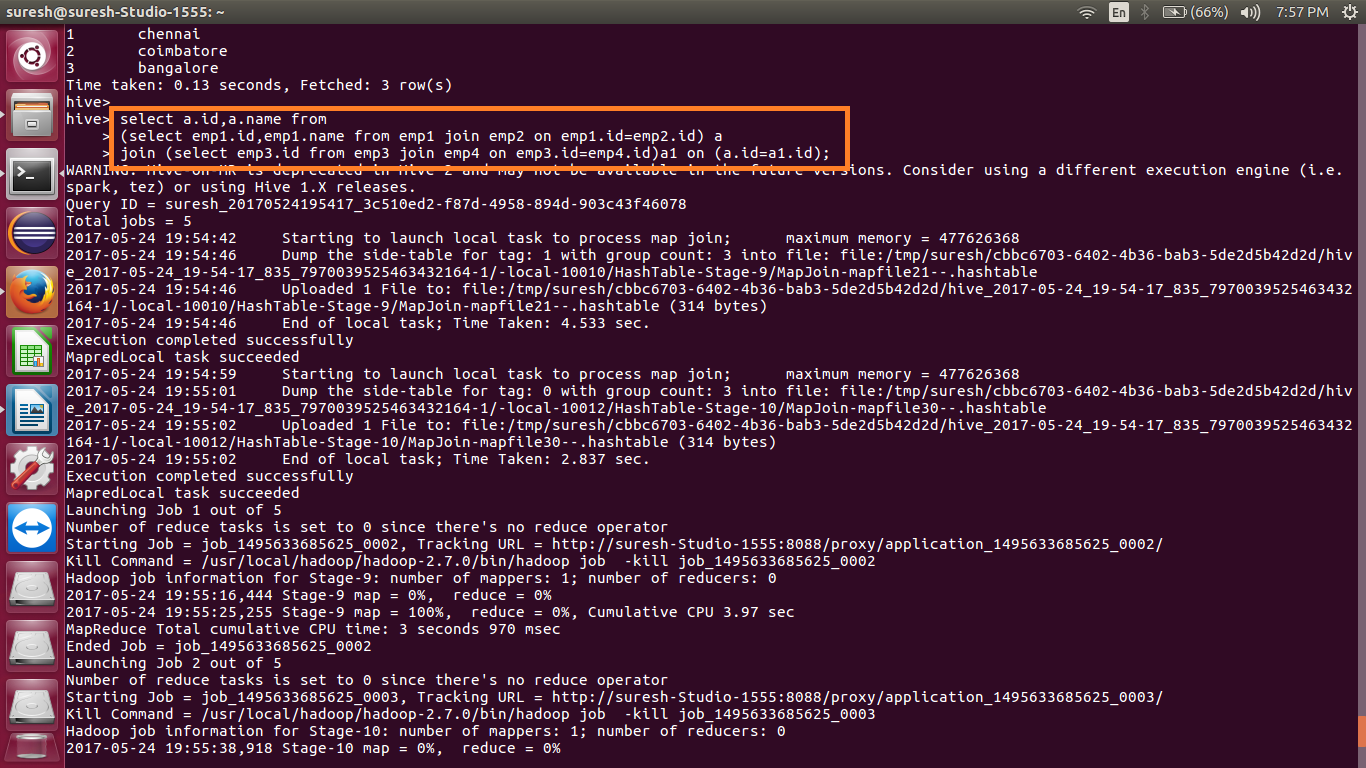 suresh@suresh-Studio-1555: ~
En
(66%)
7:57 PM
1 chennai
2 coimbatore
3 bangalore
Time taken: 0.13 seconds, Fetched: 3 row(s)
hive>
hive> select a.id,a.name from
> (select emp1.id,emp1.name from emp1 join emp2 on emp1.id=emp2.id) a
> join (select emp3.id from emp3 join emp4 on emp3.id=emp4.id)a1 on (a.id=a1.id);
WARNING: Hive-on-MR is deprecated in Hive 2 and may not be available in the future versions. Consider using a different execution engine (i.e.
spark, tez) or using Hive 1.X releases.
Query ID = suresh_20170524195417_3c510ed2-f87d-4958-894d-903c43f46078
Total jobs = 5
2017-05-24 19:54:42 Starting to launch local task to process map join; maximum memory = 477626368
2017-05-24 19:54:46 Dump the side-table for tag: 1 with group count: 3 into file: file:/tmp/suresh/cbbc6703-6402-4b36-bab3-5de2d5b42d2d/hiv
e_2017-05-24_19-54-17_835_7970039525463432164-1/-local-10010/HashTable-Stage-9/MapJoin-mapfile21--.hashtable
2017-05-24 19:54:46 Uploaded 1 File to: file:/tmp/suresh/cbbc6703-6402-4b36-bab3-5de2d5b42d2d/hive_2017-05-24_19-54-17_835_7970039525463432
164-1/-local-10010/HashTable-Stage-9/MapJoin-mapfile21--.hashtable (314 bytes)
2017-05-24 19:54:46 End of local task; Time Taken: 4.533 sec.
Execution completed successfully
MapredLocal task succeeded
2017-05-24 19:54:59 Starting to launch local task to process map join; maximum memory = 477626368
2017-05-24 19:55:01 Dump the side-table for tag: 0 with group count: 3 into file: file:/tmp/suresh/cbbc6703-6402-4b36-bab3-5de2d5b42d2d/hiv
e_2017-05-24_19-54-17_835_7970039525463432164-1/-local-10012/HashTable-Stage-10/MapJoin-mapfile30--.hashtable
2017-05-24 19:55:02 Uploaded 1 File to: file:/tmp/suresh/cbbc6703-6402-4b36-bab3-5de2d5b42d2d/hive_2017-05-24_19-54-17_835_7970039525463432
164-1/-local-10012/HashTable-Stage-10/MapJoin-mapfile30--.hashtable (314 bytes)
2017-05-24 19:55:02 End of local task; Time Taken: 2.837 sec.
Execution completed successfully
MapredLocal task succeeded
Launching Job 1 out of 5
Number of reduce tasks is set to 0 since there's no reduce operator
Starting Job = job_1495633685625_0002, Tracking URL = http://suresh-Studio-1555:8088/proxy/application_1495633685625_0002/
Kill Command = /usr/local/hadoop/hadoop-2.7.0/bin/hadoop job -kill job_1495633685625_0002
Hadoop job information for Stage-9: number of mappers: 1; number of reducers: 0
2017-05-24 19:55:16,444 Stage-9 map = 0%, reduce = 0%
2017-05-24 19:55:25,255 Stage-9 map = 100%, reduce = 0%, Cumulative CPU 3.97 sec
MapReduce Total cumulative CPU time: 3 seconds 970 msec
Ended Job = job_1495633685625_0002
Launching Job 2 out of 5
Number of reduce tasks is set to 0 since there's no reduce operator
Starting Job = job_1495633685625_0003, Tracking URL = http://suresh-Studio-1555:8088/proxy/application_1495633685625_0003/
Kill Command = /usr/local/hadoop/hadoop-2.7.0/bin/hadoop job -kill job_1495633685625_0003
Hadoop job information for Stage-10: number of mappers: 1; number of reducers: 0
2017-05-24 19:55:38,918 Stage-10 map = 0%, reduce = 0%